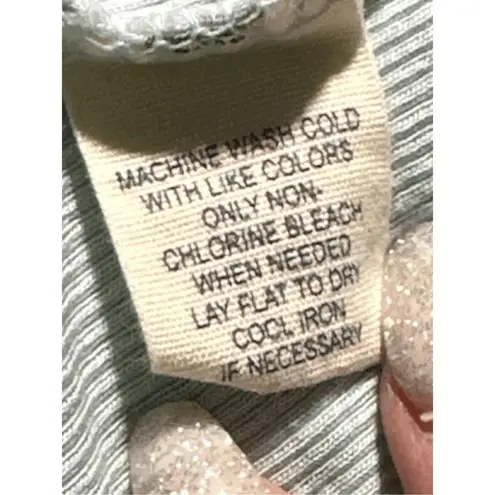 MACHINE WASH COLD
WITH LIKE COLORS
ONLY NON-
CHLORINE BLEACH
WHEN NEEDED
LAY FLAT TO DRY
COOL IRON
IF NECESSARY